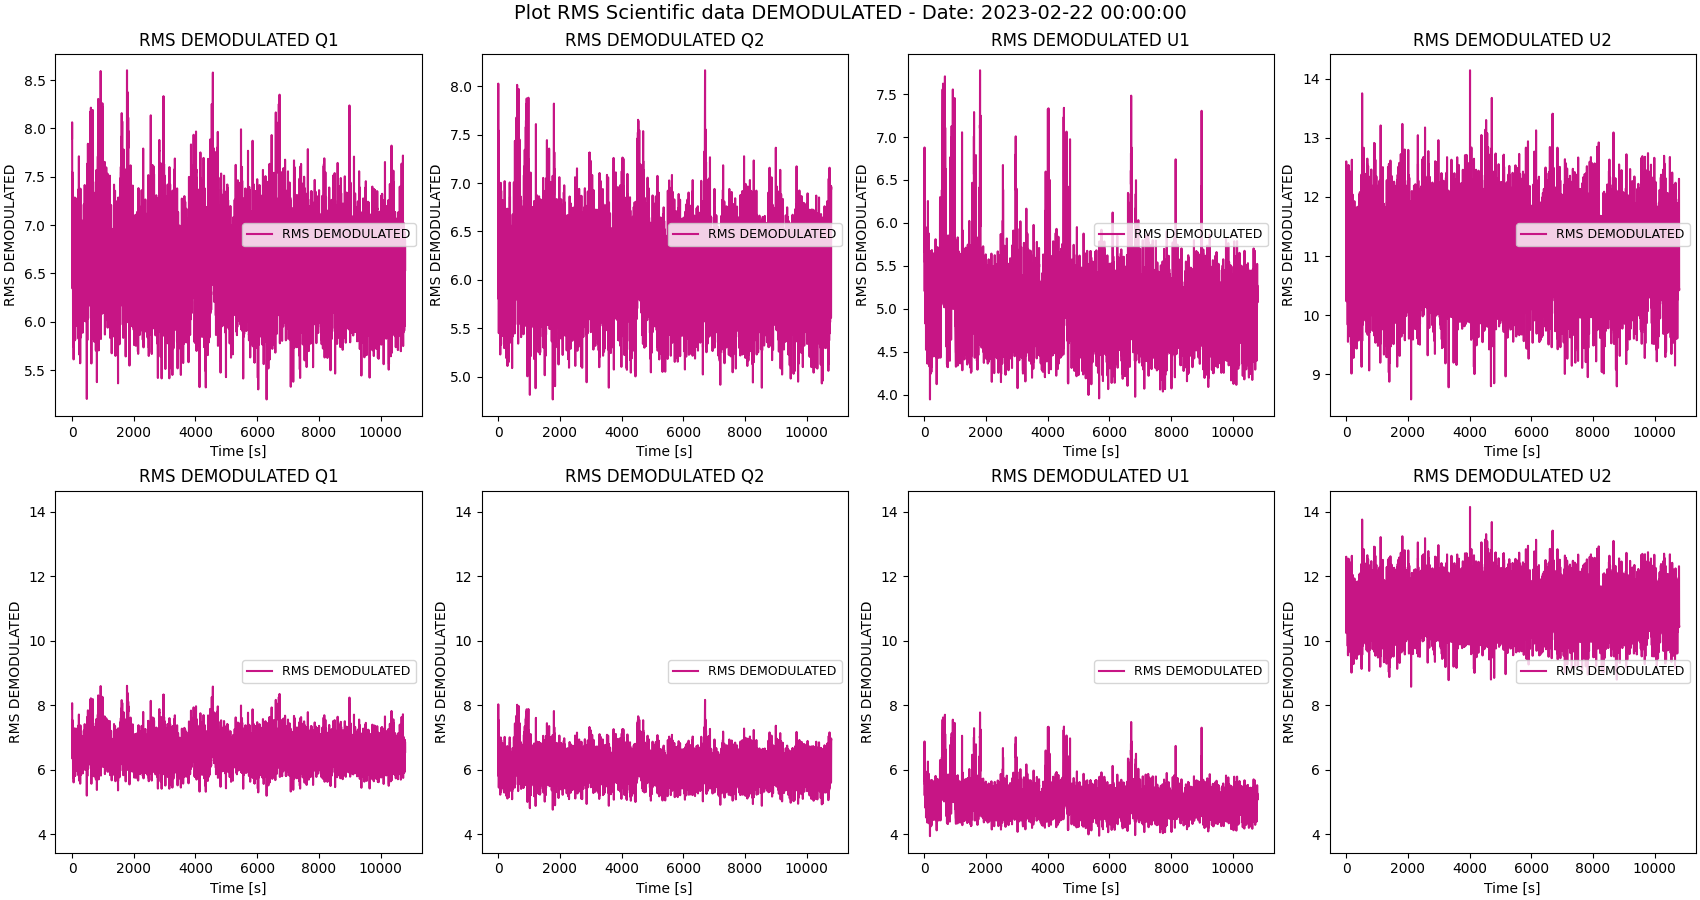 Plot RMS Scientific data DEMODULATED - Date: 2023-02-22 00:00:00
RMS DEMODULATED Q1
RMS DEMODULATED
8.5
8.0
7.5
7.0
6.5
6.0
5.5
RMS DEMODULATED
0 2000 4000 6000 8000 10000
Time [s]
RMS DEMODULATED Q2
RMS DEMODULATED
8.0
7.5
7.0
6.5
6.0
5.5
5.0
RMS DEMODULATED
0 2000 4000 6000 8000 10000
Time [s]
RMS DEMODULATED U1
RMS DEMODULATED
7.5
7.0
6.5
6.0
5.5
5.0
4.5
4.0
RMS DEMODULATED
0 2000 4000 6000 8000 10000
Time [s]
RMS DEMODULATED U2
RMS DEMODULATED
14
13
12
11
10
9
RMS DEMODULATED
0 2000 4000 6000 8000 10000
Time [s]
RMS DEMODULATED Q1
RMS DEMODULATED
14
12
10
8
6
4
RMS DEMODULATED
0 2000 4000 6000 8000 10000
Time [s]
RMS DEMODULATED Q2
RMS DEMODULATED
14
12
10
8
6
4
RMS DEMODULATED
0 2000 4000 6000 8000 10000
Time [s]
RMS DEMODULATED U1
RMS DEMODULATED
14
12
10
8
6
4
RMS DEMODULATED
0 2000 4000 6000 8000 10000
Time [s]
RMS DEMODULATED U2
RMS DEMODULATED
14
12
10
8
6
4
RMS DEMODULATED
0 2000 4000 6000 8000 10000
Time [s]